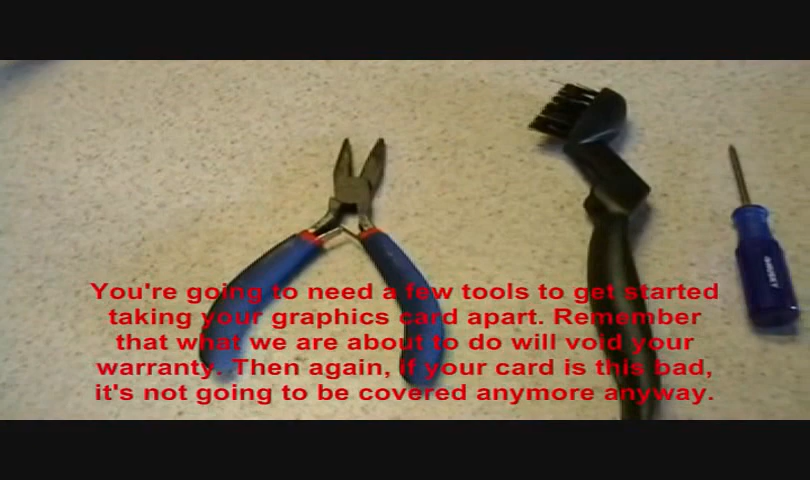 You're going to need a few tools to get started
taking your graphics card apart. Remember
that what we are about to do will void your
warranty. Then again, if your card is this bad,
it's not going to be covered anymore anyway.